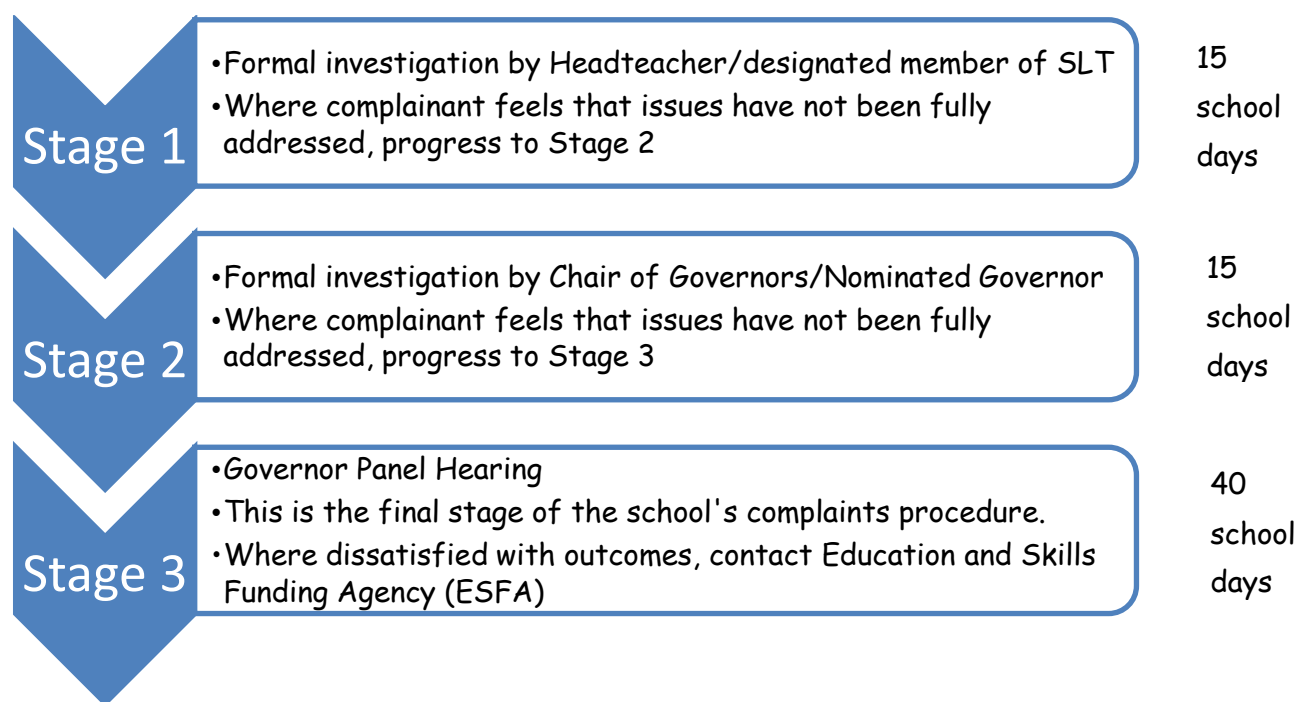 Stage 1
•Formal investigation by Headteacher/designated member of SLT
•Where complainant feels that issues have not been fully
addressed, progress to Stage 2
15
school
days
Stage 2
•Formal investigation by Chair of Governors/Nominated Governor
•Where complainant feels that issues have not been fully
addressed, progress to Stage 3
15
school
days
Stage 3
•Governor Panel Hearing
•This is the final stage of the school's complaints procedure.
•Where dissatisfied with outcomes, contact Education and Skills
Funding Agency (ESFA)
40
school
days